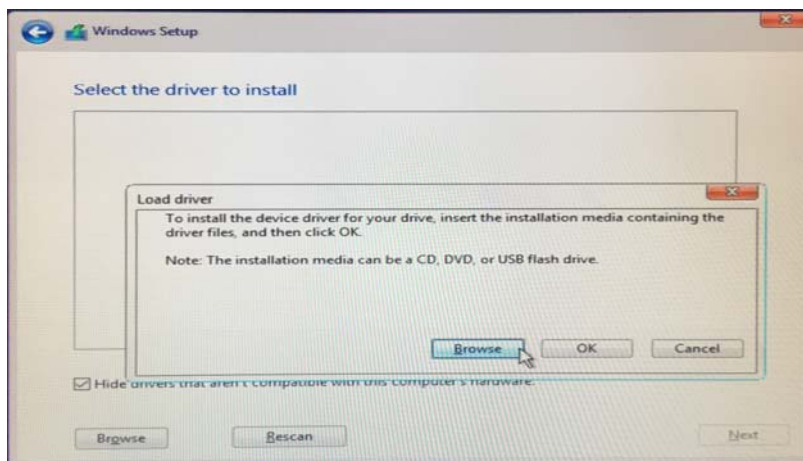 Windows Setup
Select the driver to install
Load driver
To install the device driver for your drive, insert the installation media containing the
driver files, and then click OK.
Note: The installation media can be a CD, DVD, or USB flash drive.
Browse
OK
Cancel
Hide drivers that aren't compatible with this computer's hardware.
Browse
Rescan
Next